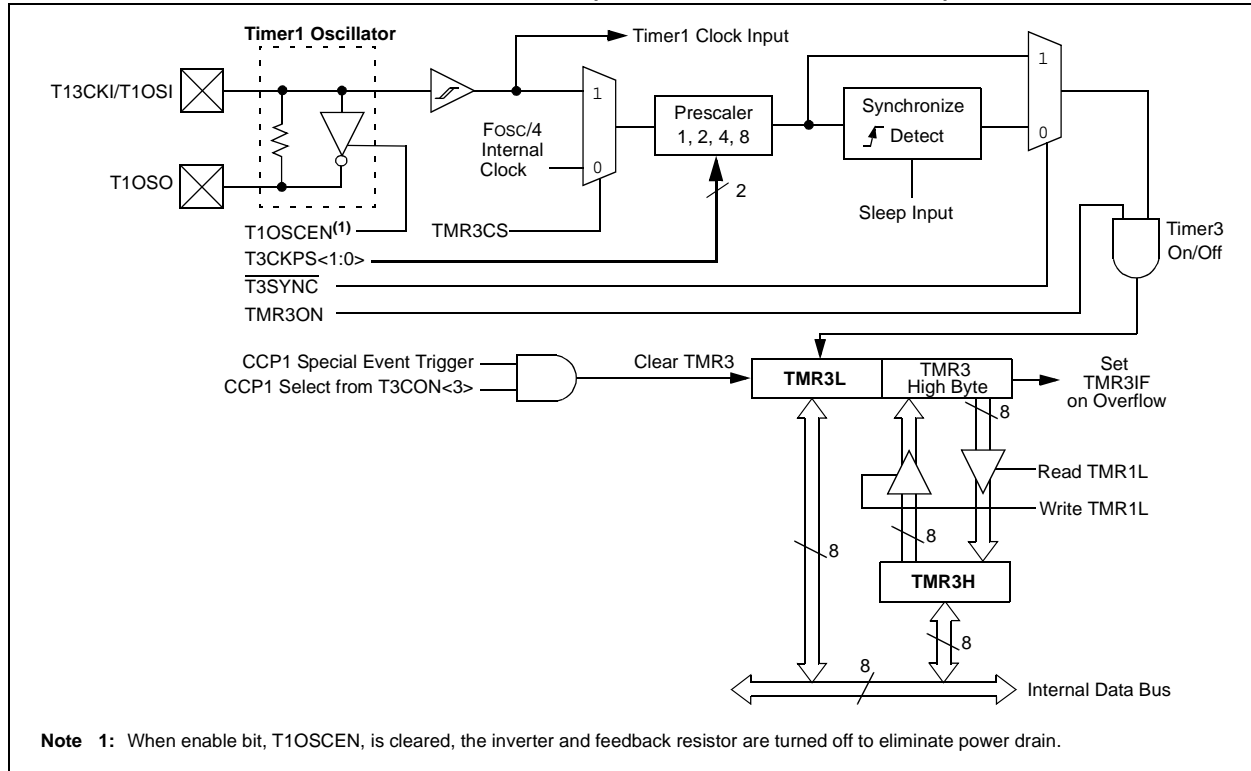 Timer1 Oscillator
Timer1 Clock Input
T13CKI/T1OSI
1
Prescaler
1, 2, 4, 8
Synchronize
Detect
1
0
FOSC/4
Internal
Clock
0
T1OSO
2
Sleep Input
T1OSCEN(1)
TMR3CS
Timer3
On/Off
T3CKPS<1:0>
T3SYNC
TMR3ON
CCP1 Special Event Trigger
CCP1 Select from T3CON<3>
Clear TMR3
TMR3L
TMR3
High Byte
Set
TMR3IF
on Overflow
8
Read TMR1L
Write TMR1L
8
8
TMR3H
8
8
Internal Data Bus
Note 1: When enable bit, T1OSCEN, is cleared, the inverter and feedback resistor are turned off to eliminate power drain.